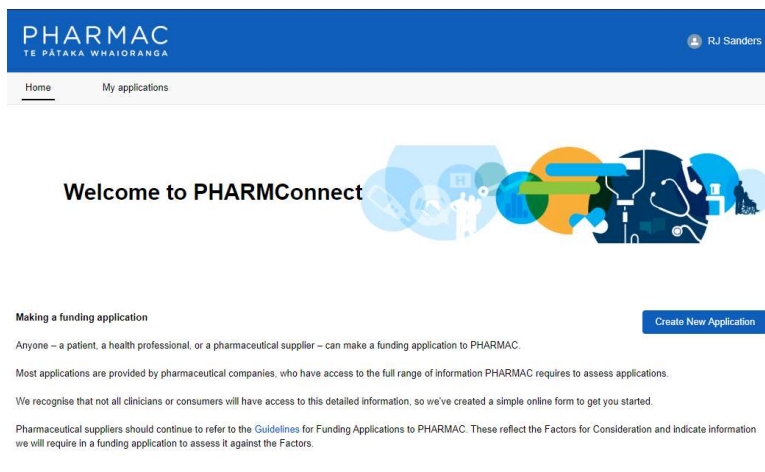 PHARMAC
TE PĀTAKA WHAIORANGA
RJ Sanders
Home
My applications
Welcome to PHARMConnect
H
Making a funding application
Create New Application
Anyone – a patient, a health professional, or a pharmaceutical supplier – can make a funding application to PHARMAC.
Most applications are provided by pharmaceutical companies, who have access to the full range of information PHARMAC requires to assess applications.
We recognise that not all clinicians or consumers will have access to this detailed information, so we've created a simple online form to get you started.
Pharmaceutical suppliers should continue to refer to the Guidelines for Funding Applications to PHARMAC. These reflect the Factors for Consideration and indicate information
we will require in a funding application to assess it against the Factors.